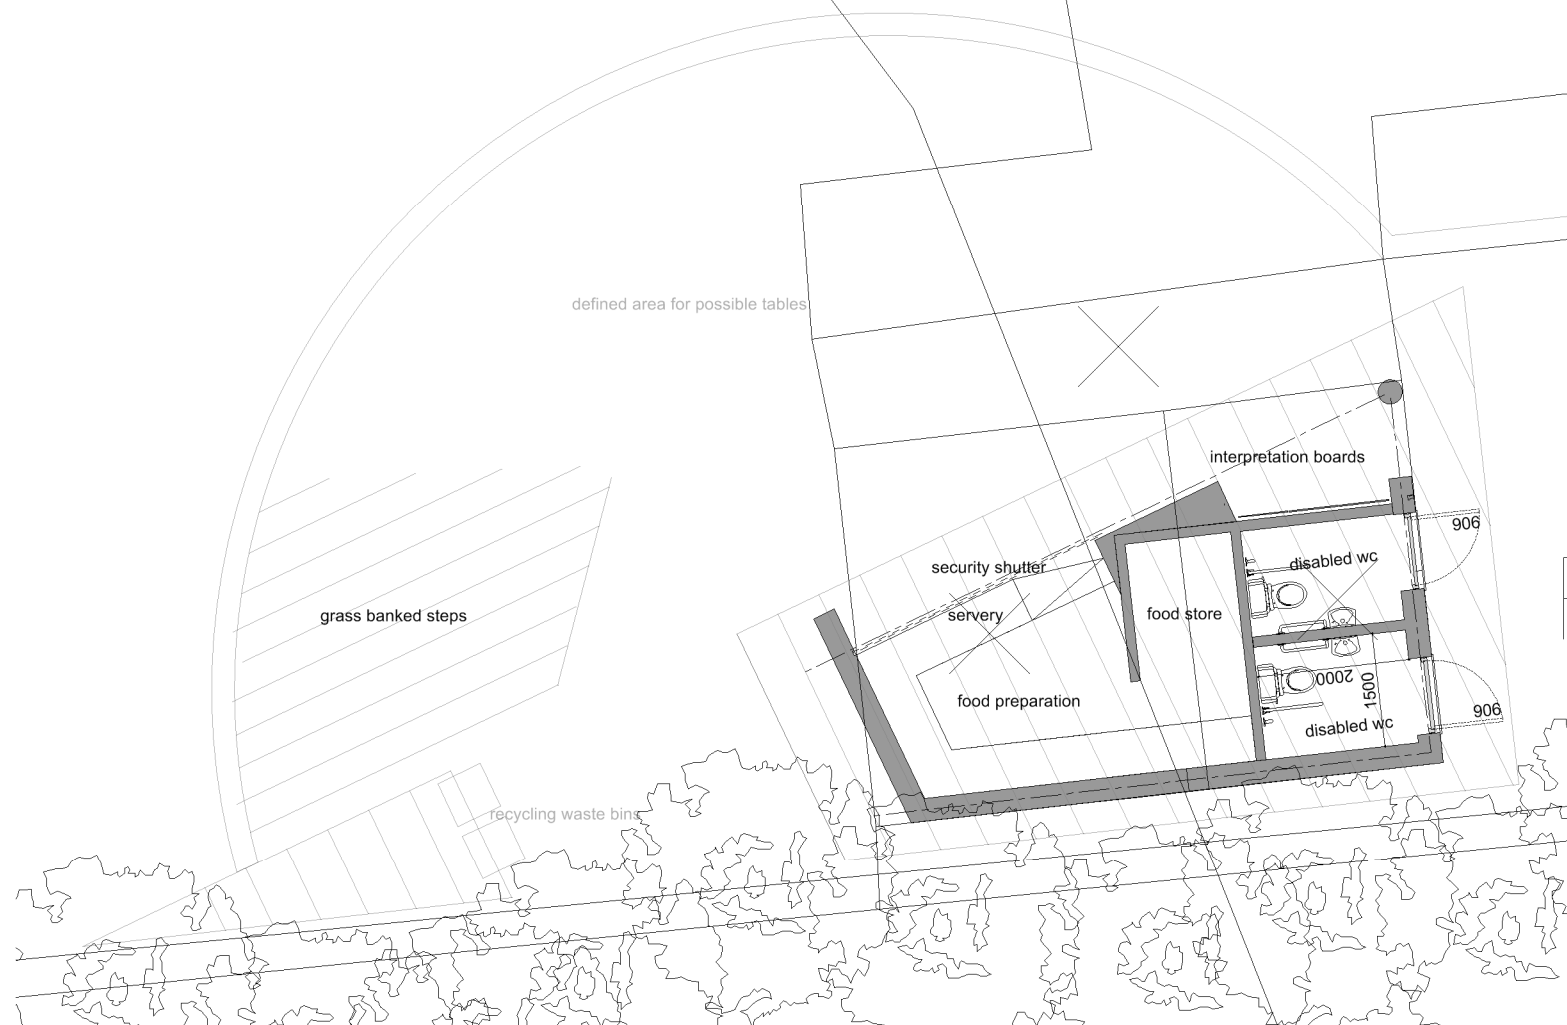 defined area for possible tables
interpretation boards
906
disabled wc
security shutter
servery
food store
grass banked steps
2000
1500
food preparation
906
disabled wc
recycling waste bins